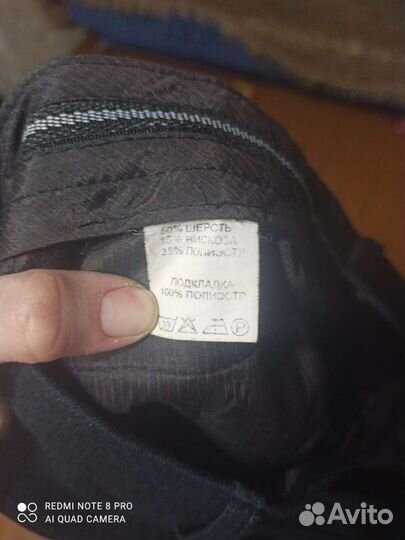 50% ШЕРСТЬ
15% ВИСКОЗА
35% ПОЛИЭСТР
ПОДКЛАДКА
100% ПОЛИЭСТР
P
REDMI NOTE 8 PRO
AI QUAD CAMERA
Avito